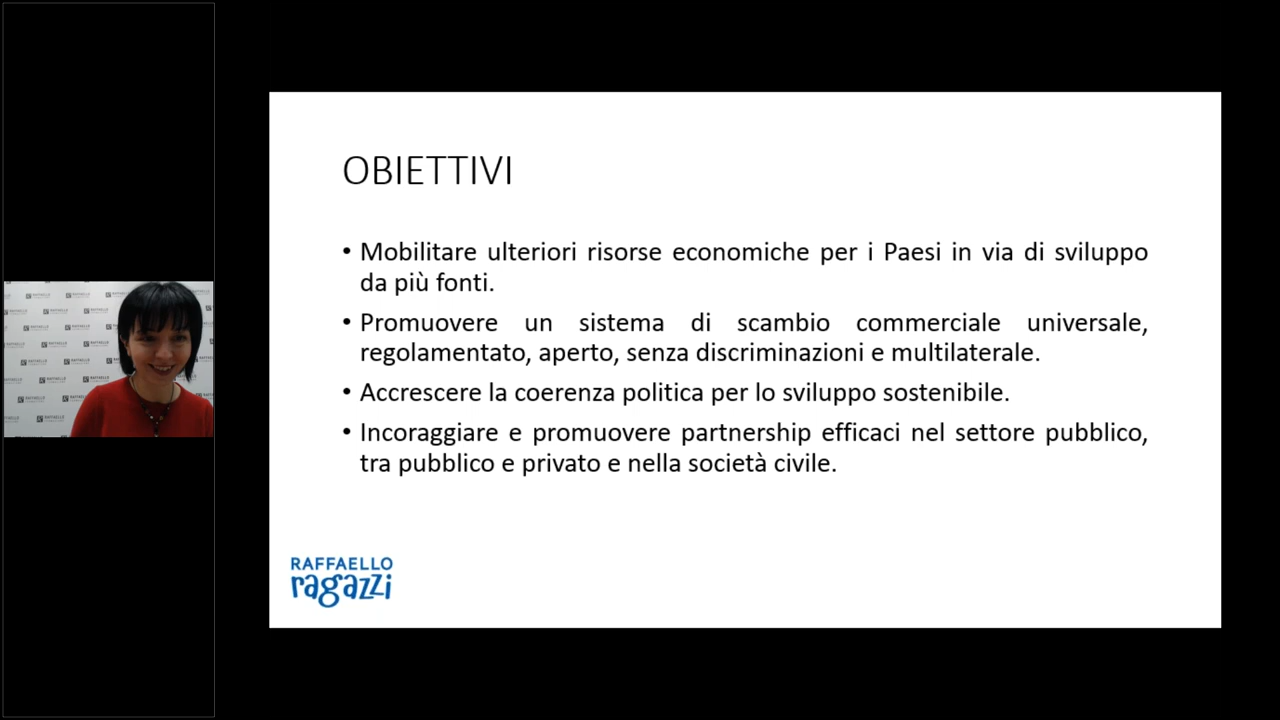 OBIETTIVI
• Mobilitare ulteriori risorse economiche per i Paesi in via di sviluppo
da più fonti.
• Promuovere un sistema di scambio commerciale universale,
regolamentato, aperto, senza discriminazioni e multilaterale.
• Accrescere la coerenza politica per lo sviluppo sostenibile.
• Incoraggiare e promuovere partnership efficaci nel settore pubblico,
tra pubblico e privato e nella società civile.
RAFFAELLO
ragazzi